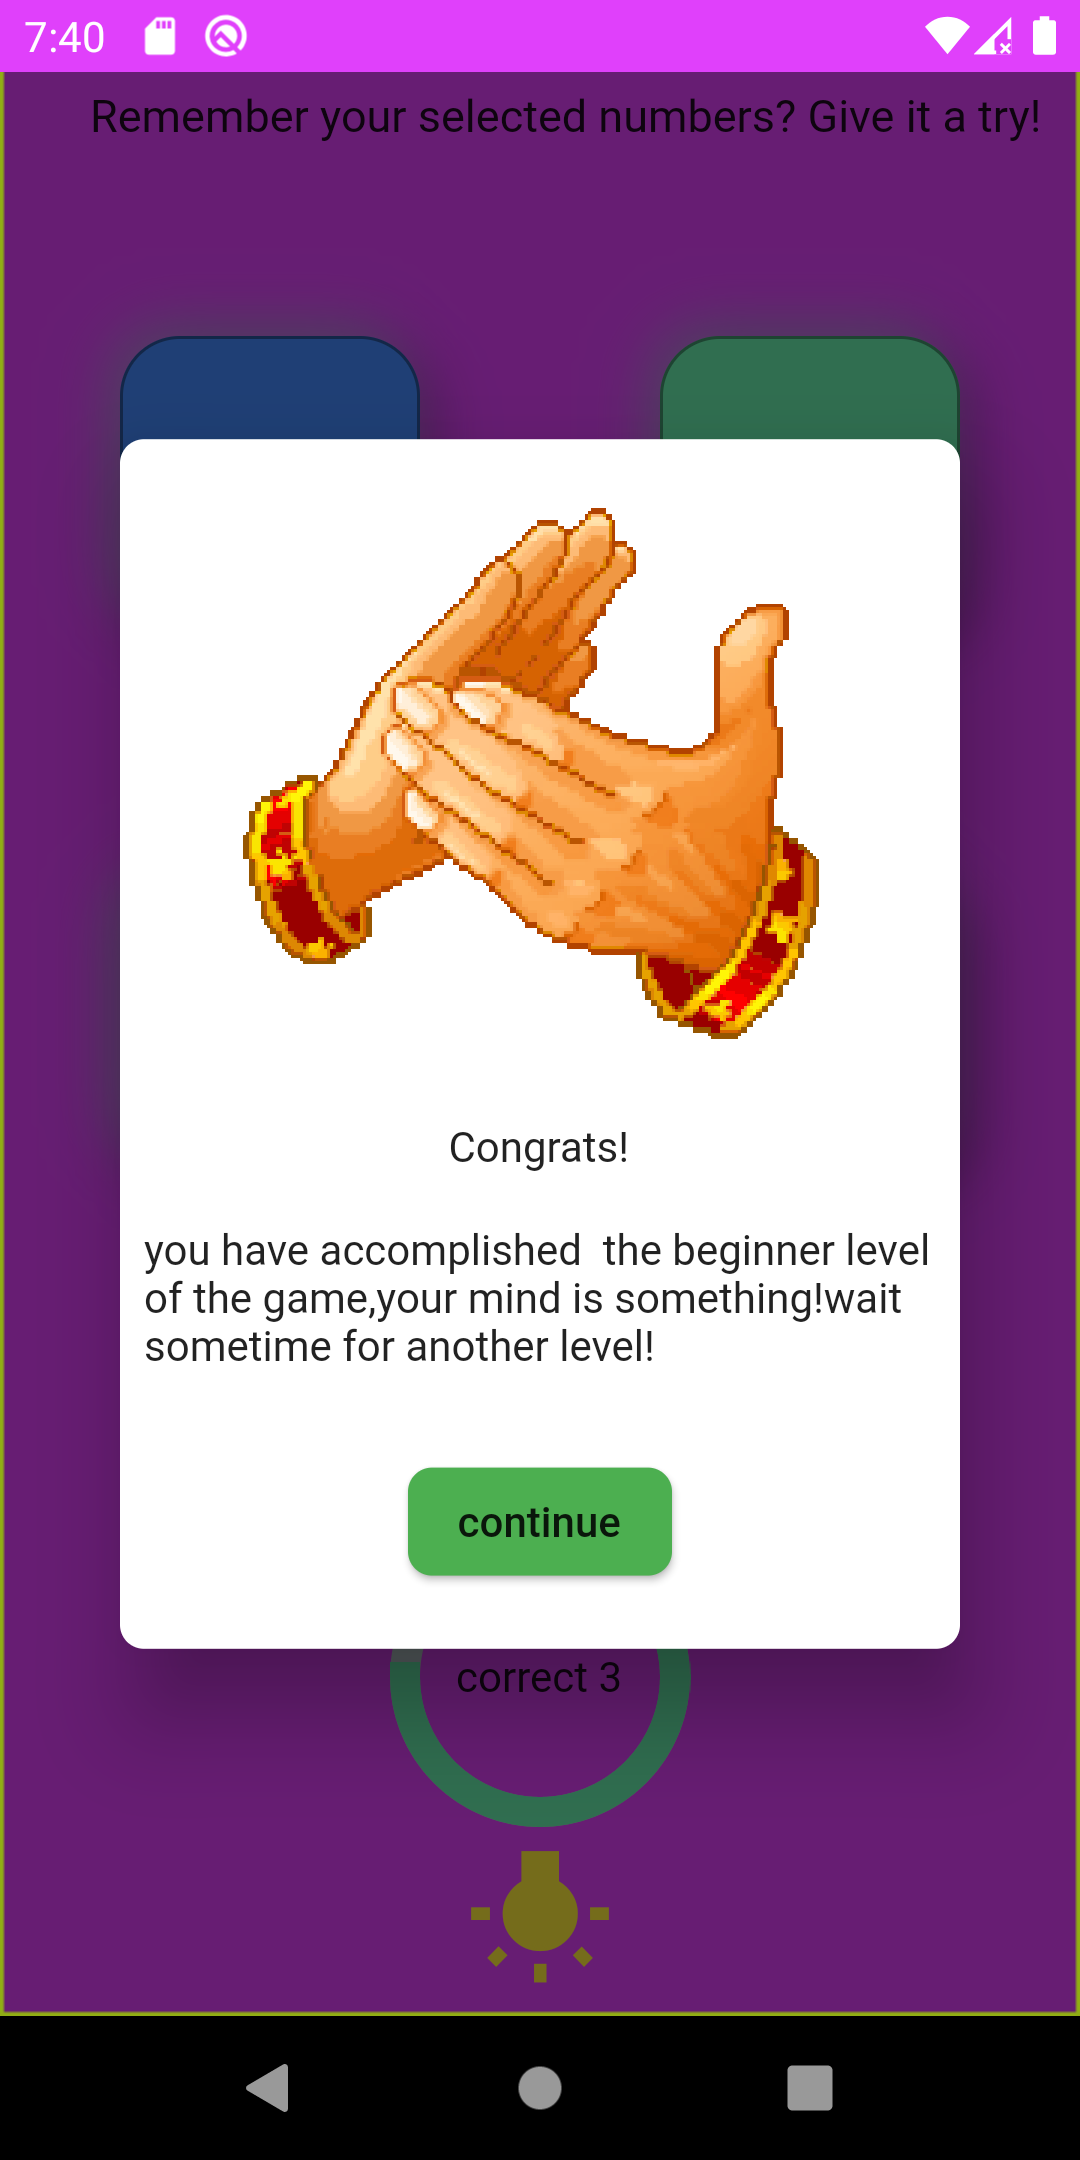 7:40
Remember your selected numbers? Give it a try!
Congrats!
you have accomplished  the beginner level
of the game,your mind is something!wait
sometime for another level!
continue
correct 3